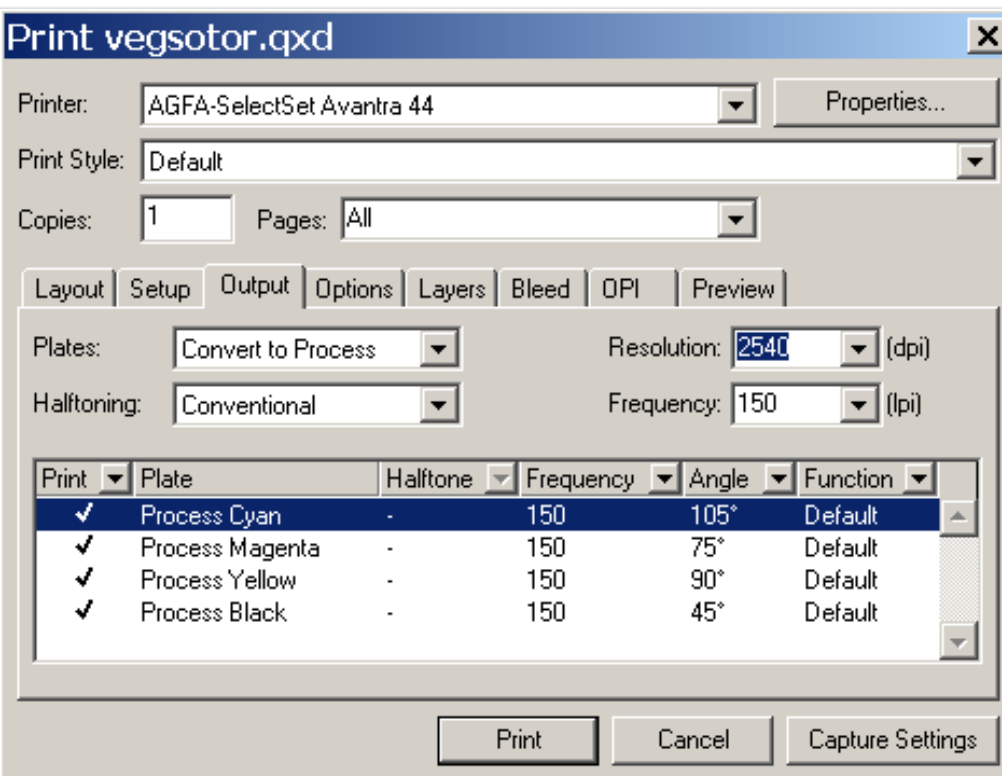 Print vegsotor.qxd
Printer: AGFA-SelectSet Avantra 44 Properties...
Print Style: Default
Copies: 1 Pages: All
Layout Setup Output Options Layers Bleed OPI Preview
Plates: Convert to Process Resolution: 2540 (dpi)
Halftoning: Conventional Frequency: 150 (lpi)
Print Plate Halftone Frequency Angle Function
Process Cyan - 150 105° Default
Process Magenta - 150 75° Default
Process Yellow - 150 90° Default
Process Black - 150 45° Default
Print Cancel Capture Settings